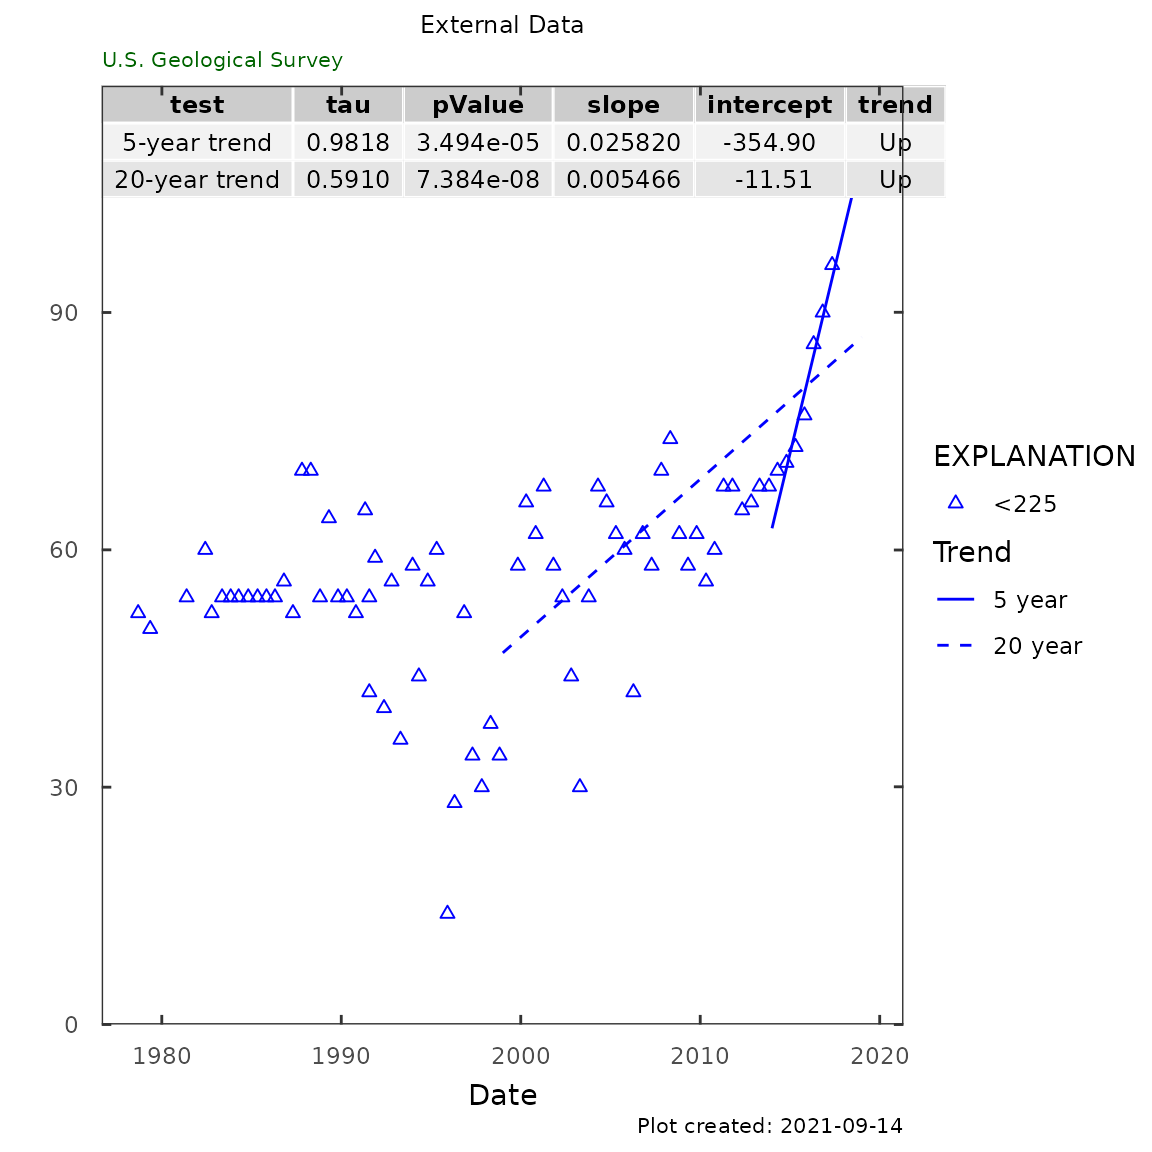 External Data
U.S. Geological Survey
test tau pValue slope intercept trend
5-year trend 0.9818 3.494e-05 0.025820 -354.90 Up
20-year trend 0.5910 7.384e-08 0.005466 -11.51 Up
90
60
30
0
1980 1990 2000 2010 2020
Date
EXPLANATION
<225
Trend
5 year
20 year
Plot created: 2021-09-14